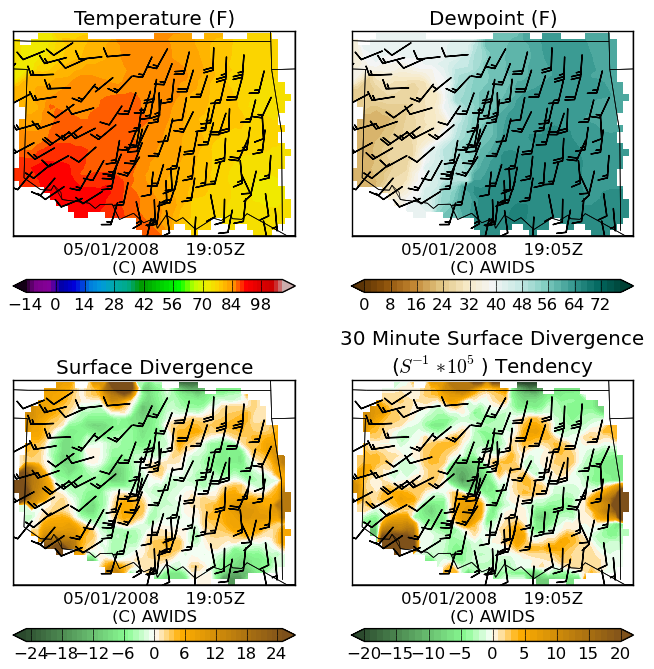 Temperature (F)
Dewpoint (F)
05/01/2008 19:05Z
(C) AWIDS
05/01/2008 19:05Z
(C) AWIDS
−14 0 14 28 42 56 70 84 98
0 8 16 24 32 40 48 56 64 72
Surface Divergence
30 Minute Surface Divergence
(S⁻¹ *10⁵ ) Tendency
05/01/2008 19:05Z
(C) AWIDS
05/01/2008 19:05Z
(C) AWIDS
−24 −18 −12 −6 0 6 12 18 24
−20 −15 −10 −5 0 5 10 15 20